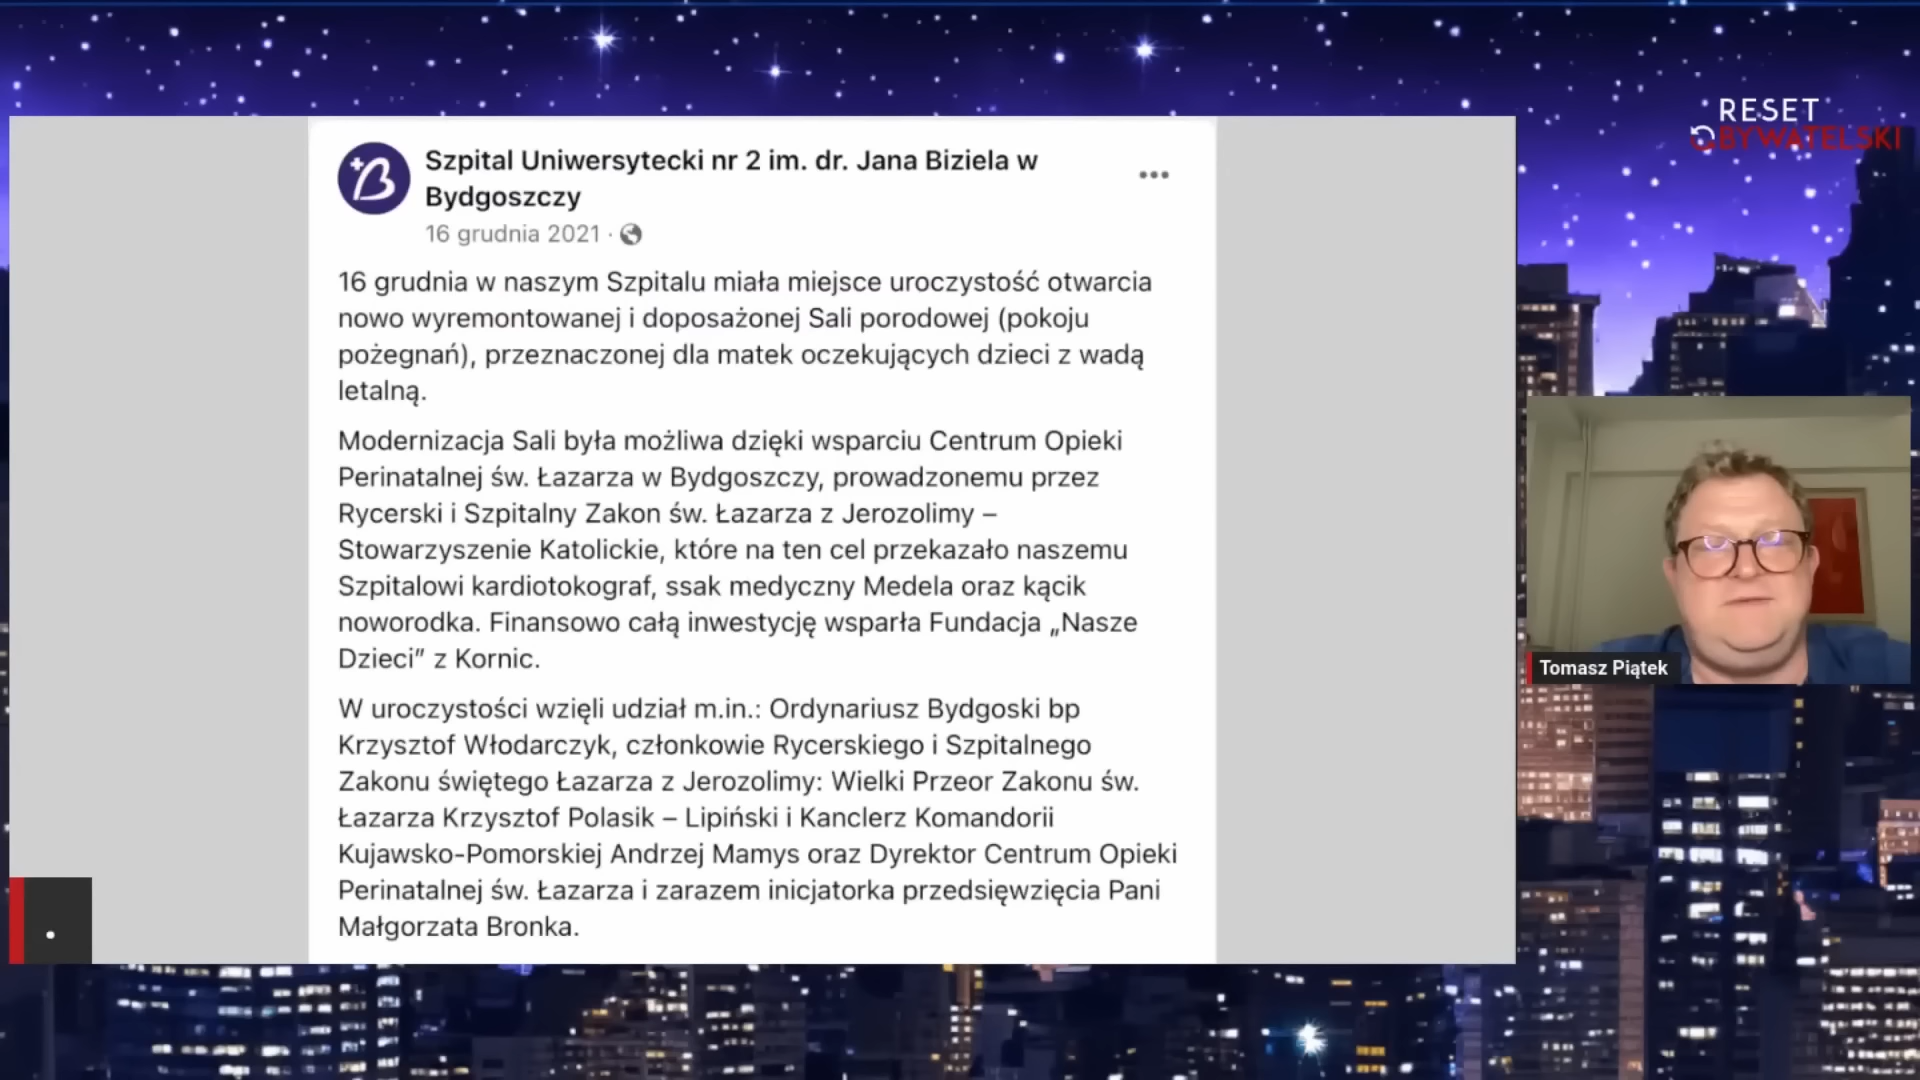 RESET
OBYWATELSKI
Szpital Uniwersytecki nr 2 im. dr. Jana Biziela w
Bydgoszczy
16 grudnia 2021 ·
16 grudnia w naszym Szpitalu miała miejsce uroczystość otwarcia
nowo wyremontowanej i doposażonej Sali porodowej (pokoju
pożegnań), przeznaczonej dla matek oczekujących dzieci z wadą
letalną.
Modernizacja Sali była możliwa dzięki wsparciu Centrum Opieki
Perinatalnej św. Łazarza w Bydgoszczy, prowadzonemu przez
Rycerski i Szpitalny Zakon św. Łazarza z Jerozolimy –
Stowarzyszenie Katolickie, które na ten cel przekazało naszemu
Szpitalowi kardiotokograf, ssak medyczny Medela oraz kącik
noworodka. Finansowo całą inwestycję wsparła Fundacja „Nasze
Dzieci” z Kornic.
W uroczystości wzięli udział m.in.: Ordynariusz Bydgoski bp
Krzysztof Włodarczyk, członkowie Rycerskiego i Szpitalnego
Zakonu świętego Łazarza z Jerozolimy: Wielki Przeor Zakonu św.
Łazarza Krzysztof Polasik – Lipiński i Kanclerz Komandorii
Kujawsko-Pomorskiej Andrzej Mamys oraz Dyrektor Centrum Opieki
Perinatalnej św. Łazarza i zarazem inicjatorka przedsięwzięcia Pani
Małgorzata Bronka.
Tomasz Piątek
.